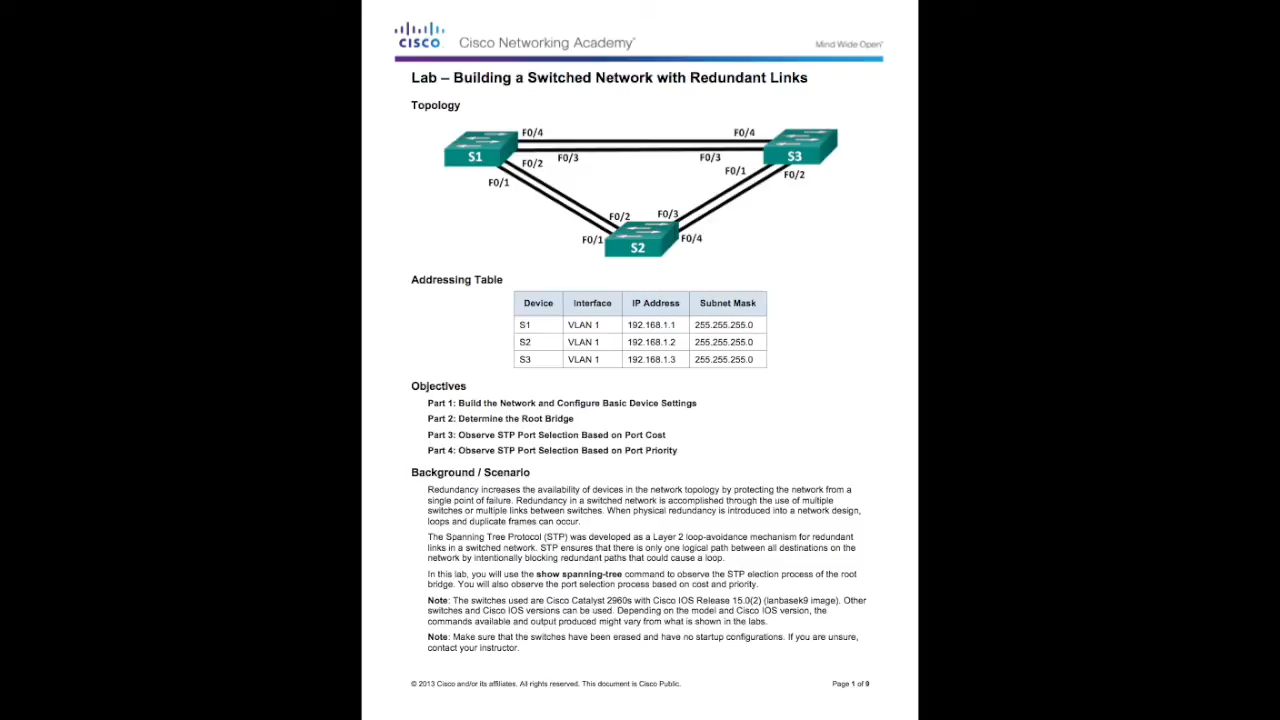 CISCO Cisco Networking Academy® Mind Wide Open®
Lab – Building a Switched Network with Redundant Links
Topology
F0/4 F0/4
S1 S3
F0/2 F0/3 F0/3
F0/1 F0/1 F0/2
F0/2 F0/3
F0/1 F0/4
S2
Addressing Table
Device Interface IP Address Subnet Mask
S1 VLAN 1 192.168.1.1 255.255.255.0
S2 VLAN 1 192.168.1.2 255.255.255.0
S3 VLAN 1 192.168.1.3 255.255.255.0
Objectives
Part 1: Build the Network and Configure Basic Device Settings
Part 2: Determine the Root Bridge
Part 3: Observe STP Port Selection Based on Port Cost
Part 4: Observe STP Port Selection Based on Port Priority
Background / Scenario
Redundancy increases the availability of devices in the network topology by protecting the network from a
single point of failure. Redundancy in a switched network is accomplished through the use of multiple
switches or multiple links between switches. When physical redundancy is introduced into a network design,
loops and duplicate frames can occur.
The Spanning Tree Protocol (STP) was developed as a Layer 2 loop-avoidance mechanism for redundant
links in a switched network. STP ensures that there is only one logical path between all destinations on the
network by intentionally blocking redundant paths that could cause a loop.
In this lab, you will use the show spanning-tree command to observe the STP election process of the root
bridge. You will also observe the port selection process based on cost and priority.
Note: The switches used are Cisco Catalyst 2960s with Cisco IOS Release 15.0(2) (lanbasek9 image). Other
switches and Cisco IOS versions can be used. Depending on the model and Cisco IOS version, the
commands available and output produced might vary from what is shown in the labs.
Note: Make sure that the switches have been erased and have no startup configurations. If you are unsure,
contact your instructor.
© 2013 Cisco and/or its affiliates. All rights reserved. This document is Cisco Public. Page 1 of 9